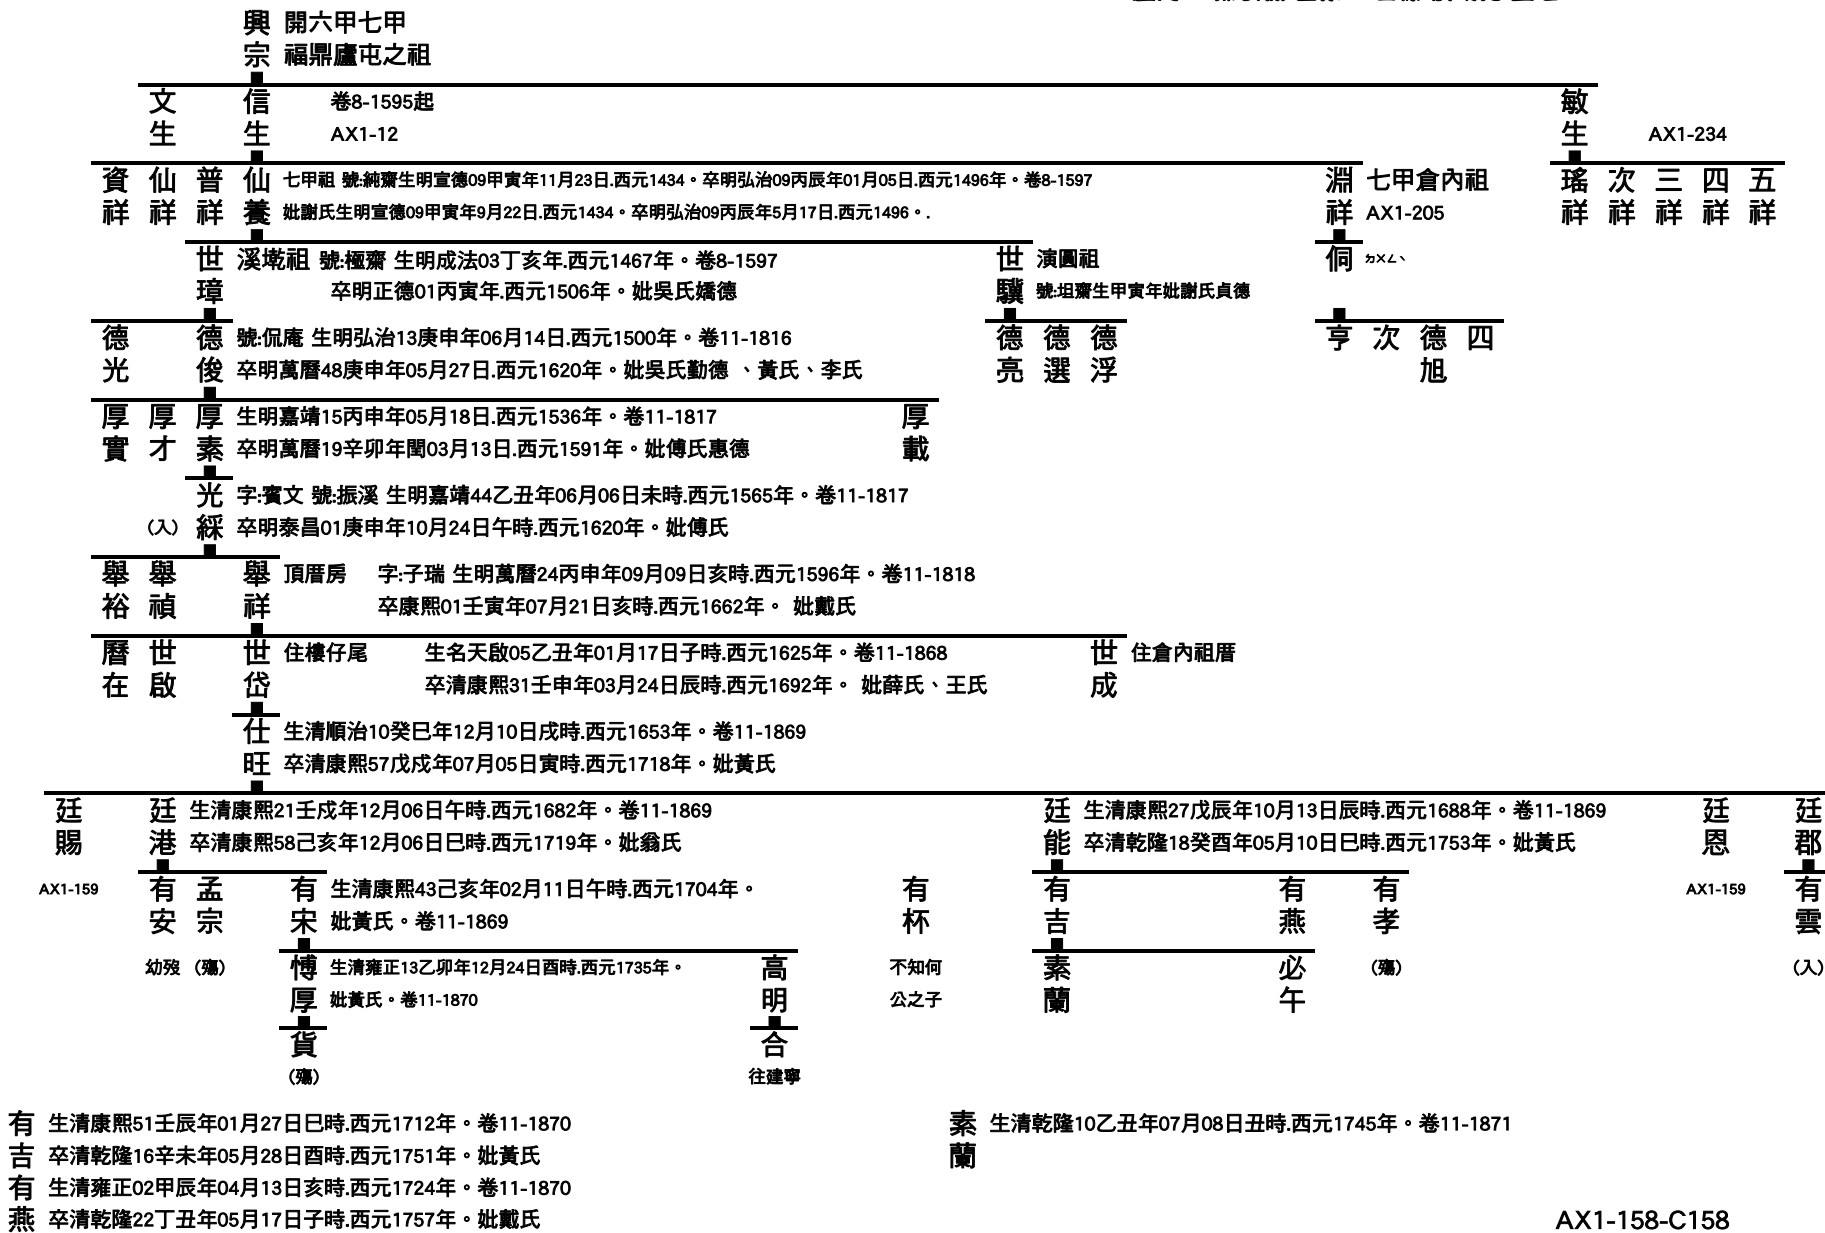 興宗 開六甲七甲
福鼎廬屯之祖
文生
信生 卷8-1595起
AX1-12
敏生 AX1-234
資祥
仙祥
普祥
仙養 七甲祖 號:純齋生明宣德09甲寅年11月23日.西元1434。卒明弘治09丙辰年01月05日.西元1496年。卷8-1597
妣謝氏生明宣德09甲寅年9月22日.西元1434。卒明弘治09丙辰年5月17日.西元1496。.
淵祥 七甲倉內祖
AX1-205
瑤祥
次祥
三祥
四祥
五祥
世璋 溪墘祖 號:極齋 生明成法03丁亥年.西元1467年。卷8-1597
卒明正德01丙寅年.西元1506年。妣吳氏嬌德
世驥 演圓祖
號:坦齋生甲寅年妣謝氏貞德
侗 ㄉㄨㄥˋ
德光
德俊 號:侃庵 生明弘治13庚申年06月14日.西元1500年。卷11-1816
卒明萬曆48庚申年05月27日.西元1620年。妣吳氏勤德 、黃氏、李氏
德亮
德選
德浮
亨
次
德旭
四
厚實
厚才
厚素 生明嘉靖15丙申年05月18日.西元1536年。卷11-1817
卒明萬曆19辛卯年閏03月13日.西元1591年。妣傅氏惠德
厚載
光綵 字:賓文 號:振溪 生明嘉靖44乙丑年06月06日未時.西元1565年。卷11-1817
(入) 卒明泰昌01庚申年10月24日午時.西元1620年。妣傅氏
舉裕
舉禎
舉祥 頂厝房 字:子瑞 生明萬曆24丙申年09月09日亥時.西元1596年。卷11-1818
卒康熙01壬寅年07月21日亥時.西元1662年。 妣戴氏
曆在
世啟
世岱 住樓仔尾 生名天啟05乙丑年01月17日子時.西元1625年。卷11-1868
卒清康熙31壬申年03月24日辰時.西元1692年。 妣薛氏、王氏
世成 住倉內祖厝
仕旺 生清順治10癸巳年12月10日戌時.西元1653年。卷11-1869
卒清康熙57戊戍年07月05日寅時.西元1718年。妣黃氏
廷賜
廷港 生清康熙21壬戍年12月06日午時.西元1682年。卷11-1869
卒清康熙58己亥年12月06日巳時.西元1719年。妣翁氏
廷能 生清康熙27戊辰年10月13日辰時.西元1688年。卷11-1869
卒清乾隆18癸酉年05月10日巳時.西元1753年。妣黃氏
廷恩
廷郡
AX1-159
有安
孟宗
有宋 生清康熙43己亥年02月11日午時.西元1704年。
妣黃氏。卷11-1869
有杯
有吉
有燕
有孝
AX1-159
有雲
幼歿
(殤)
博厚 生清雍正13乙卯年12月24日酉時.西元1735年。
妣黃氏。卷11-1870
高明
不知何
公之子
素蘭
必午
(殤)
(入)
貨
(殤)
合
往建寧
有吉 生清康熙51壬辰年01月27日巳時.西元1712年。卷11-1870
卒清乾隆16辛未年05月28日酉時.西元1751年。妣黃氏
有燕 生清雍正02甲辰年04月13日亥時.西元1724年。卷11-1870
卒清乾隆22丁丑年05月17日子時.西元1757年。妣戴氏
素蘭 生清乾隆10乙丑年07月08日丑時.西元1745年。卷11-1871
AX1-158-C158